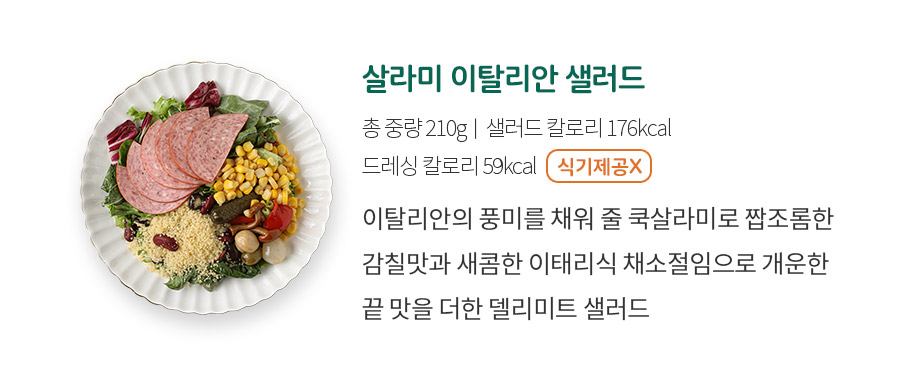 살라미 이탈리안 샐러드
총 중량 210g | 샐러드 칼로리 176kcal
드레싱 칼로리 59kcal 식기제공X
이탈리안의 풍미를 채워 줄 쿡살라미로 짭조롬한
감칠맛과 새콤한 이태리식 채소절임으로 개운한
끝 맛을 더한 델리미트 샐러드